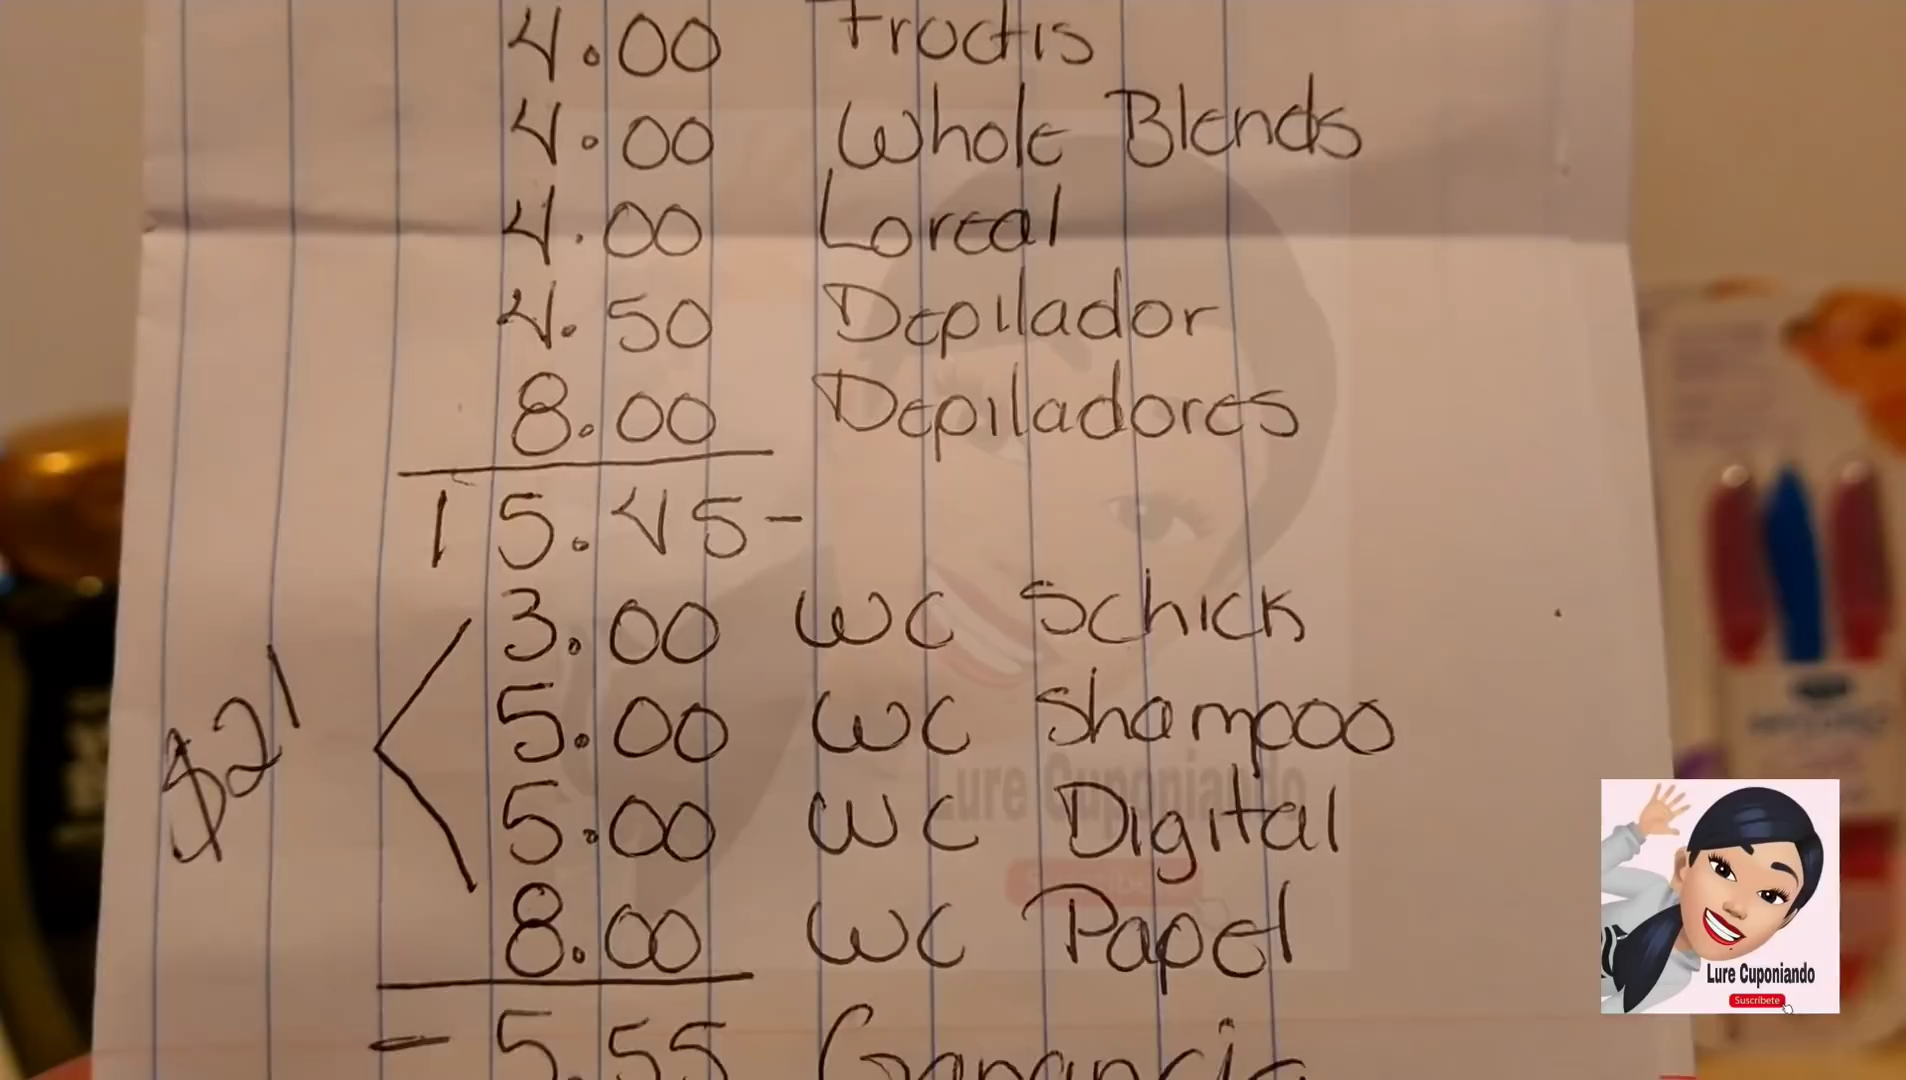 4.00 Fructis
4.00 Whole Blends
4.00 Loreal
4.50 Depilador
8.00 Depiladores
15.45-
3.00 WC Schick
5.00 WC Shampoo
$21
5.00 WC Digital
8.00 WC Papel
-5.55 Ganancia
Lure Cuponiando
Suscribete
Lure Cuponiando
Suscríbete